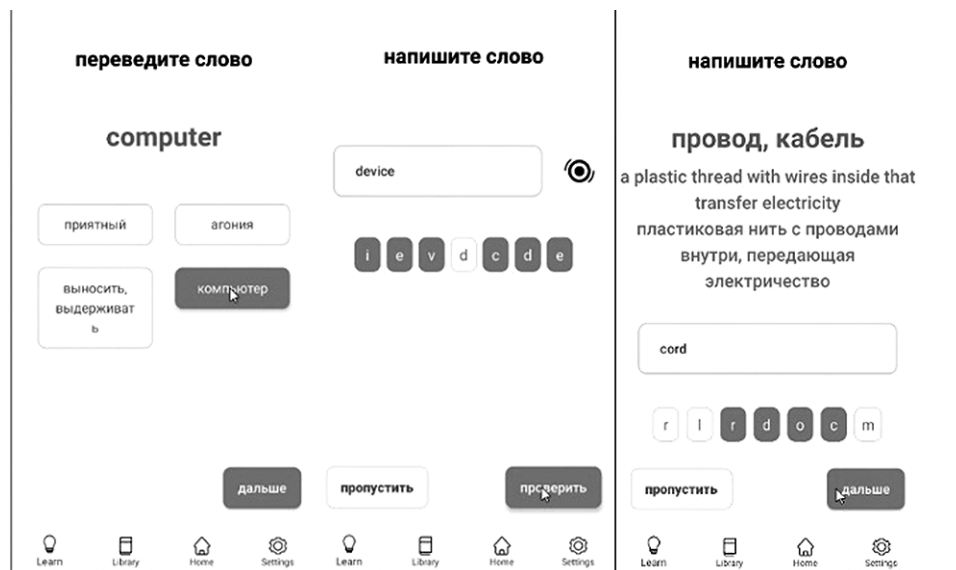 переведите слово
computer
приятный
агония
выносить,
выдерживат
ь
компьютер
дальше
Learn
Library
Home
Settings
напишите слово
device
i e v d c d e
пропустить
проверить
Learn
Library
Home
Settings
напишите слово
провод, кабель
a plastic thread with wires inside that
transfer electricity
пластиковая нить с проводами
внутри, передающая
электричество
cord
r l r d o c m
пропустить
дальше
Learn
Library
Home
Settings